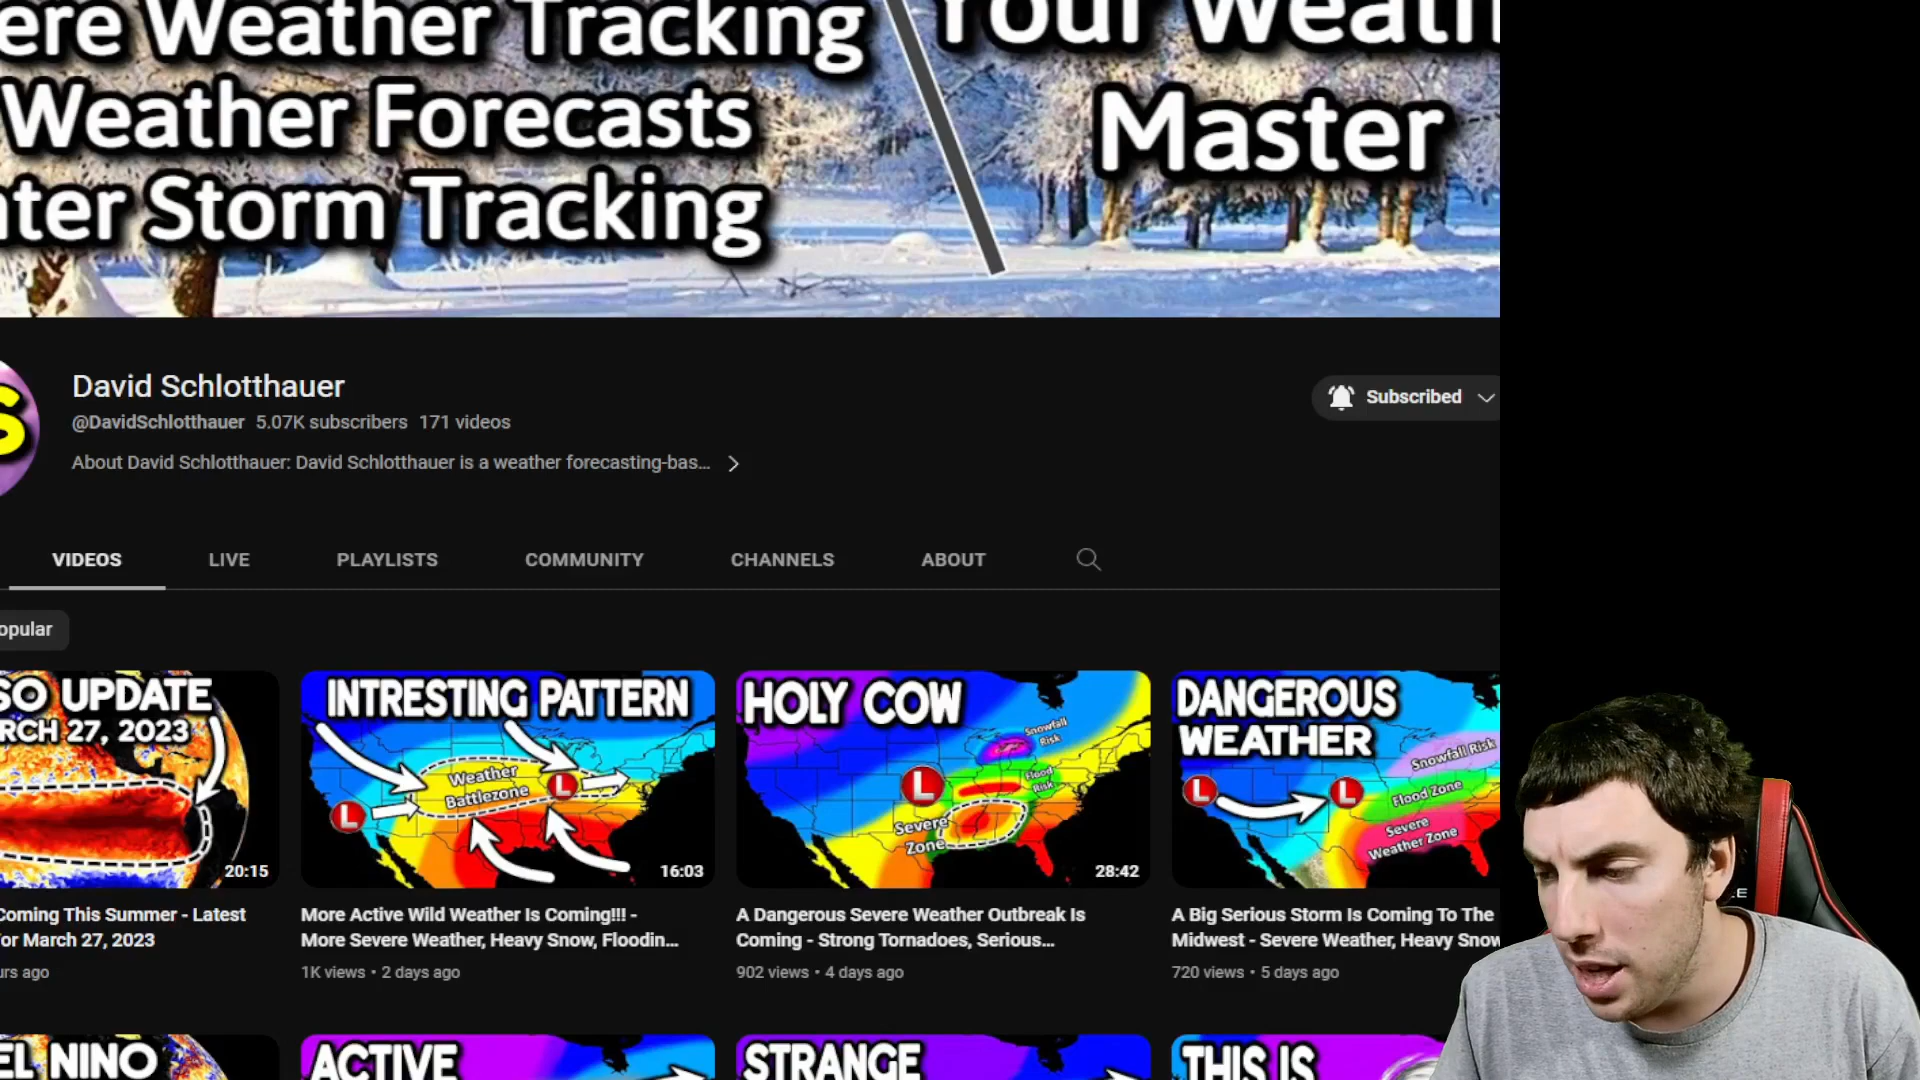 ere Weather Tracking
Your Weath
Weather Forecasts
Master
nter Storm Tracking
S
David Schlotthauer
@DavidSchlotthauer 5.07K subscribers 171 videos
Subscribed
About David Schlotthauer: David Schlotthauer is a weather forecasting-bas...
VIDEOS LIVE PLAYLISTS COMMUNITY CHANNELS ABOUT
opular
SO UPDATE
RCH 27, 2023
20:15
INTRESTING PATTERN
Weather
Battlezone
L
L
16:03
HOLY COW
Snowfall
Risk
Flood
Risk
L
Severe
Zone
28:42
DANGEROUS
WEATHER
Snowfall Risk
L
L
Flood Zone
Severe
Weather Zone
Coming This Summer - Latest
or March 27, 2023
urs ago
More Active Wild Weather Is Coming!!! -
More Severe Weather, Heavy Snow, Floodin...
1K views • 2 days ago
A Dangerous Severe Weather Outbreak Is
Coming - Strong Tornadoes, Serious...
902 views • 4 days ago
A Big Serious Storm Is Coming To The
Midwest - Severe Weather, Heavy Snow
720 views • 5 days ago
EL NINO
ACTIVE
STRANGE
THIS IS